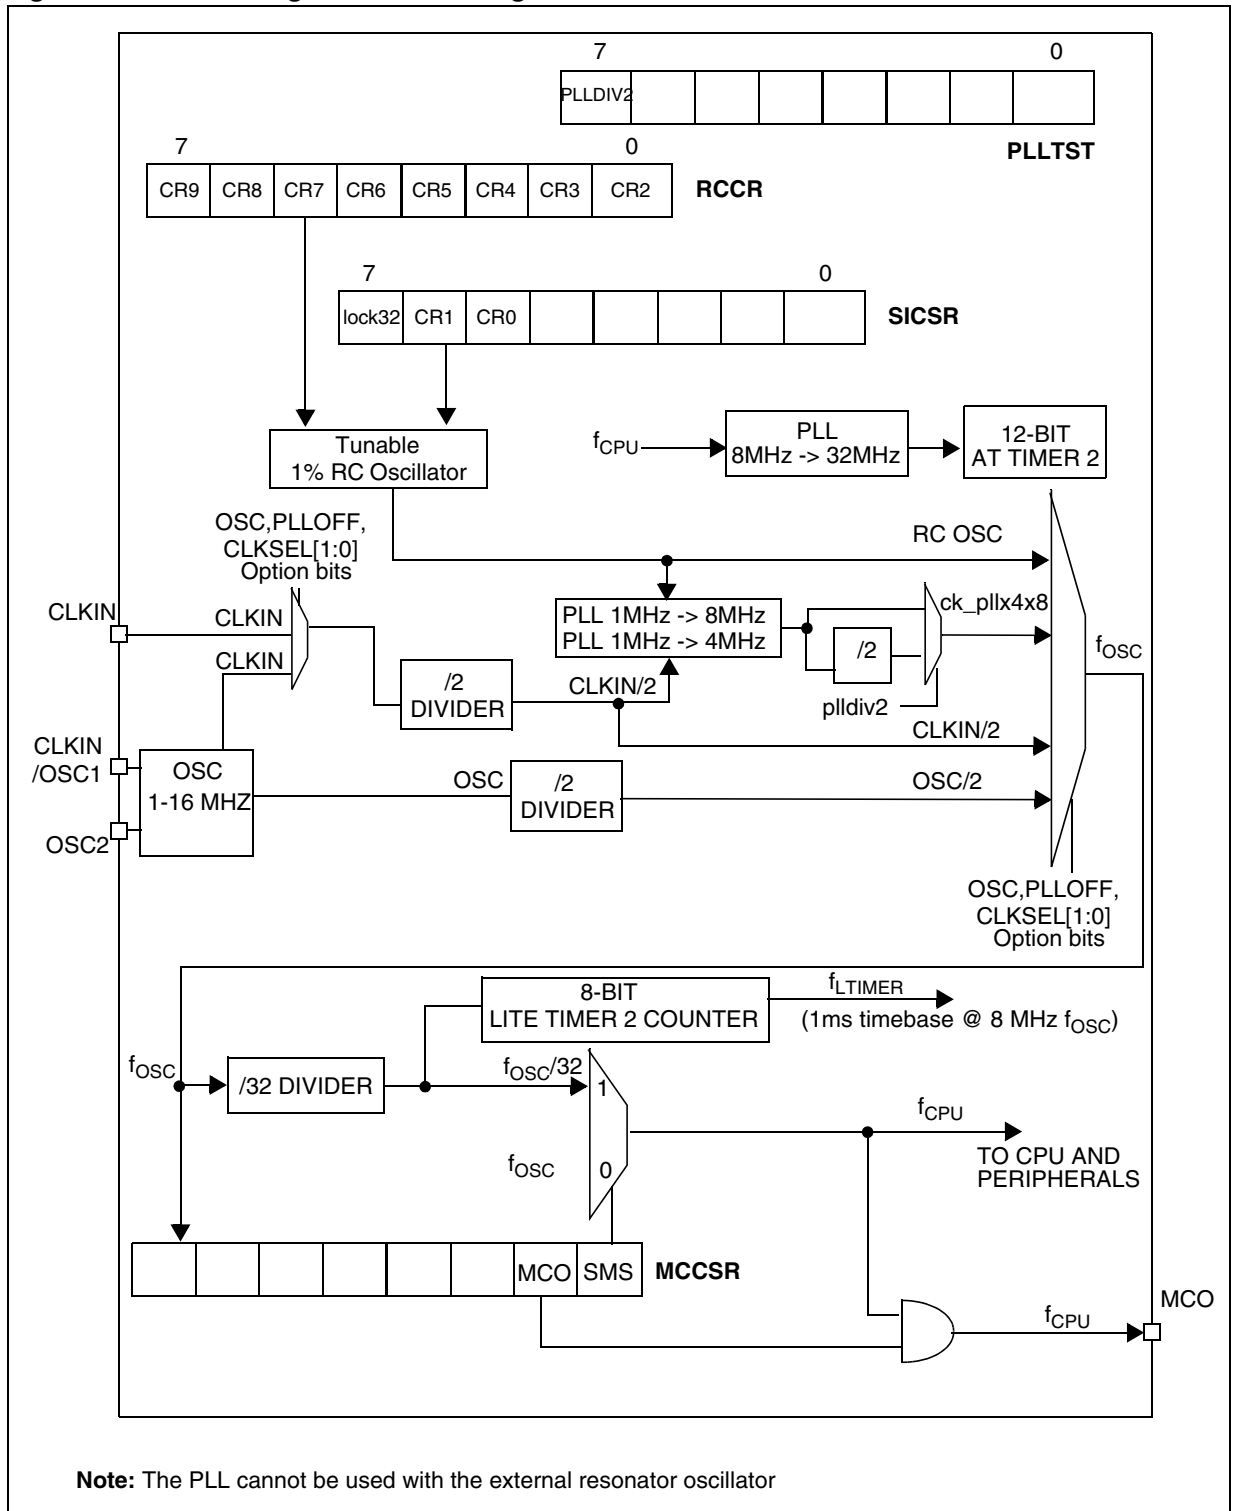 7 0
PLLDIV2
PLLTST
7 0
CR9 CR8 CR7 CR6 CR5 CR4 CR3 CR2 RCCR
7 0
lock32 CR1 CR0 SICSR
Tunable
1% RC Oscillator
fCPU
PLL
8MHz -> 32MHz
12-BIT
AT TIMER 2
OSC,PLLOFF,
CLKSEL[1:0]
Option bits
RC OSC
CLKIN
CLKIN
CLKIN
PLL 1MHz -> 8MHz
PLL 1MHz -> 4MHz
ck_pllx4x8
/2
plldiv2
fOSC
/2
DIVIDER
CLKIN/2
CLKIN/2
CLKIN
/OSC1
OSC2
OSC
1-16 MHZ
OSC
/2
DIVIDER
OSC/2
OSC,PLLOFF,
CLKSEL[1:0]
Option bits
8-BIT
LITE TIMER 2 COUNTER
fLTIMER
(1ms timebase @ 8 MHz fOSC)
fOSC
/32 DIVIDER
fOSC/32
1
fOSC
0
fCPU
TO CPU AND
PERIPHERALS
MCO SMS MCCSR
fCPU
MCO
Note: The PLL cannot be used with the external resonator oscillator